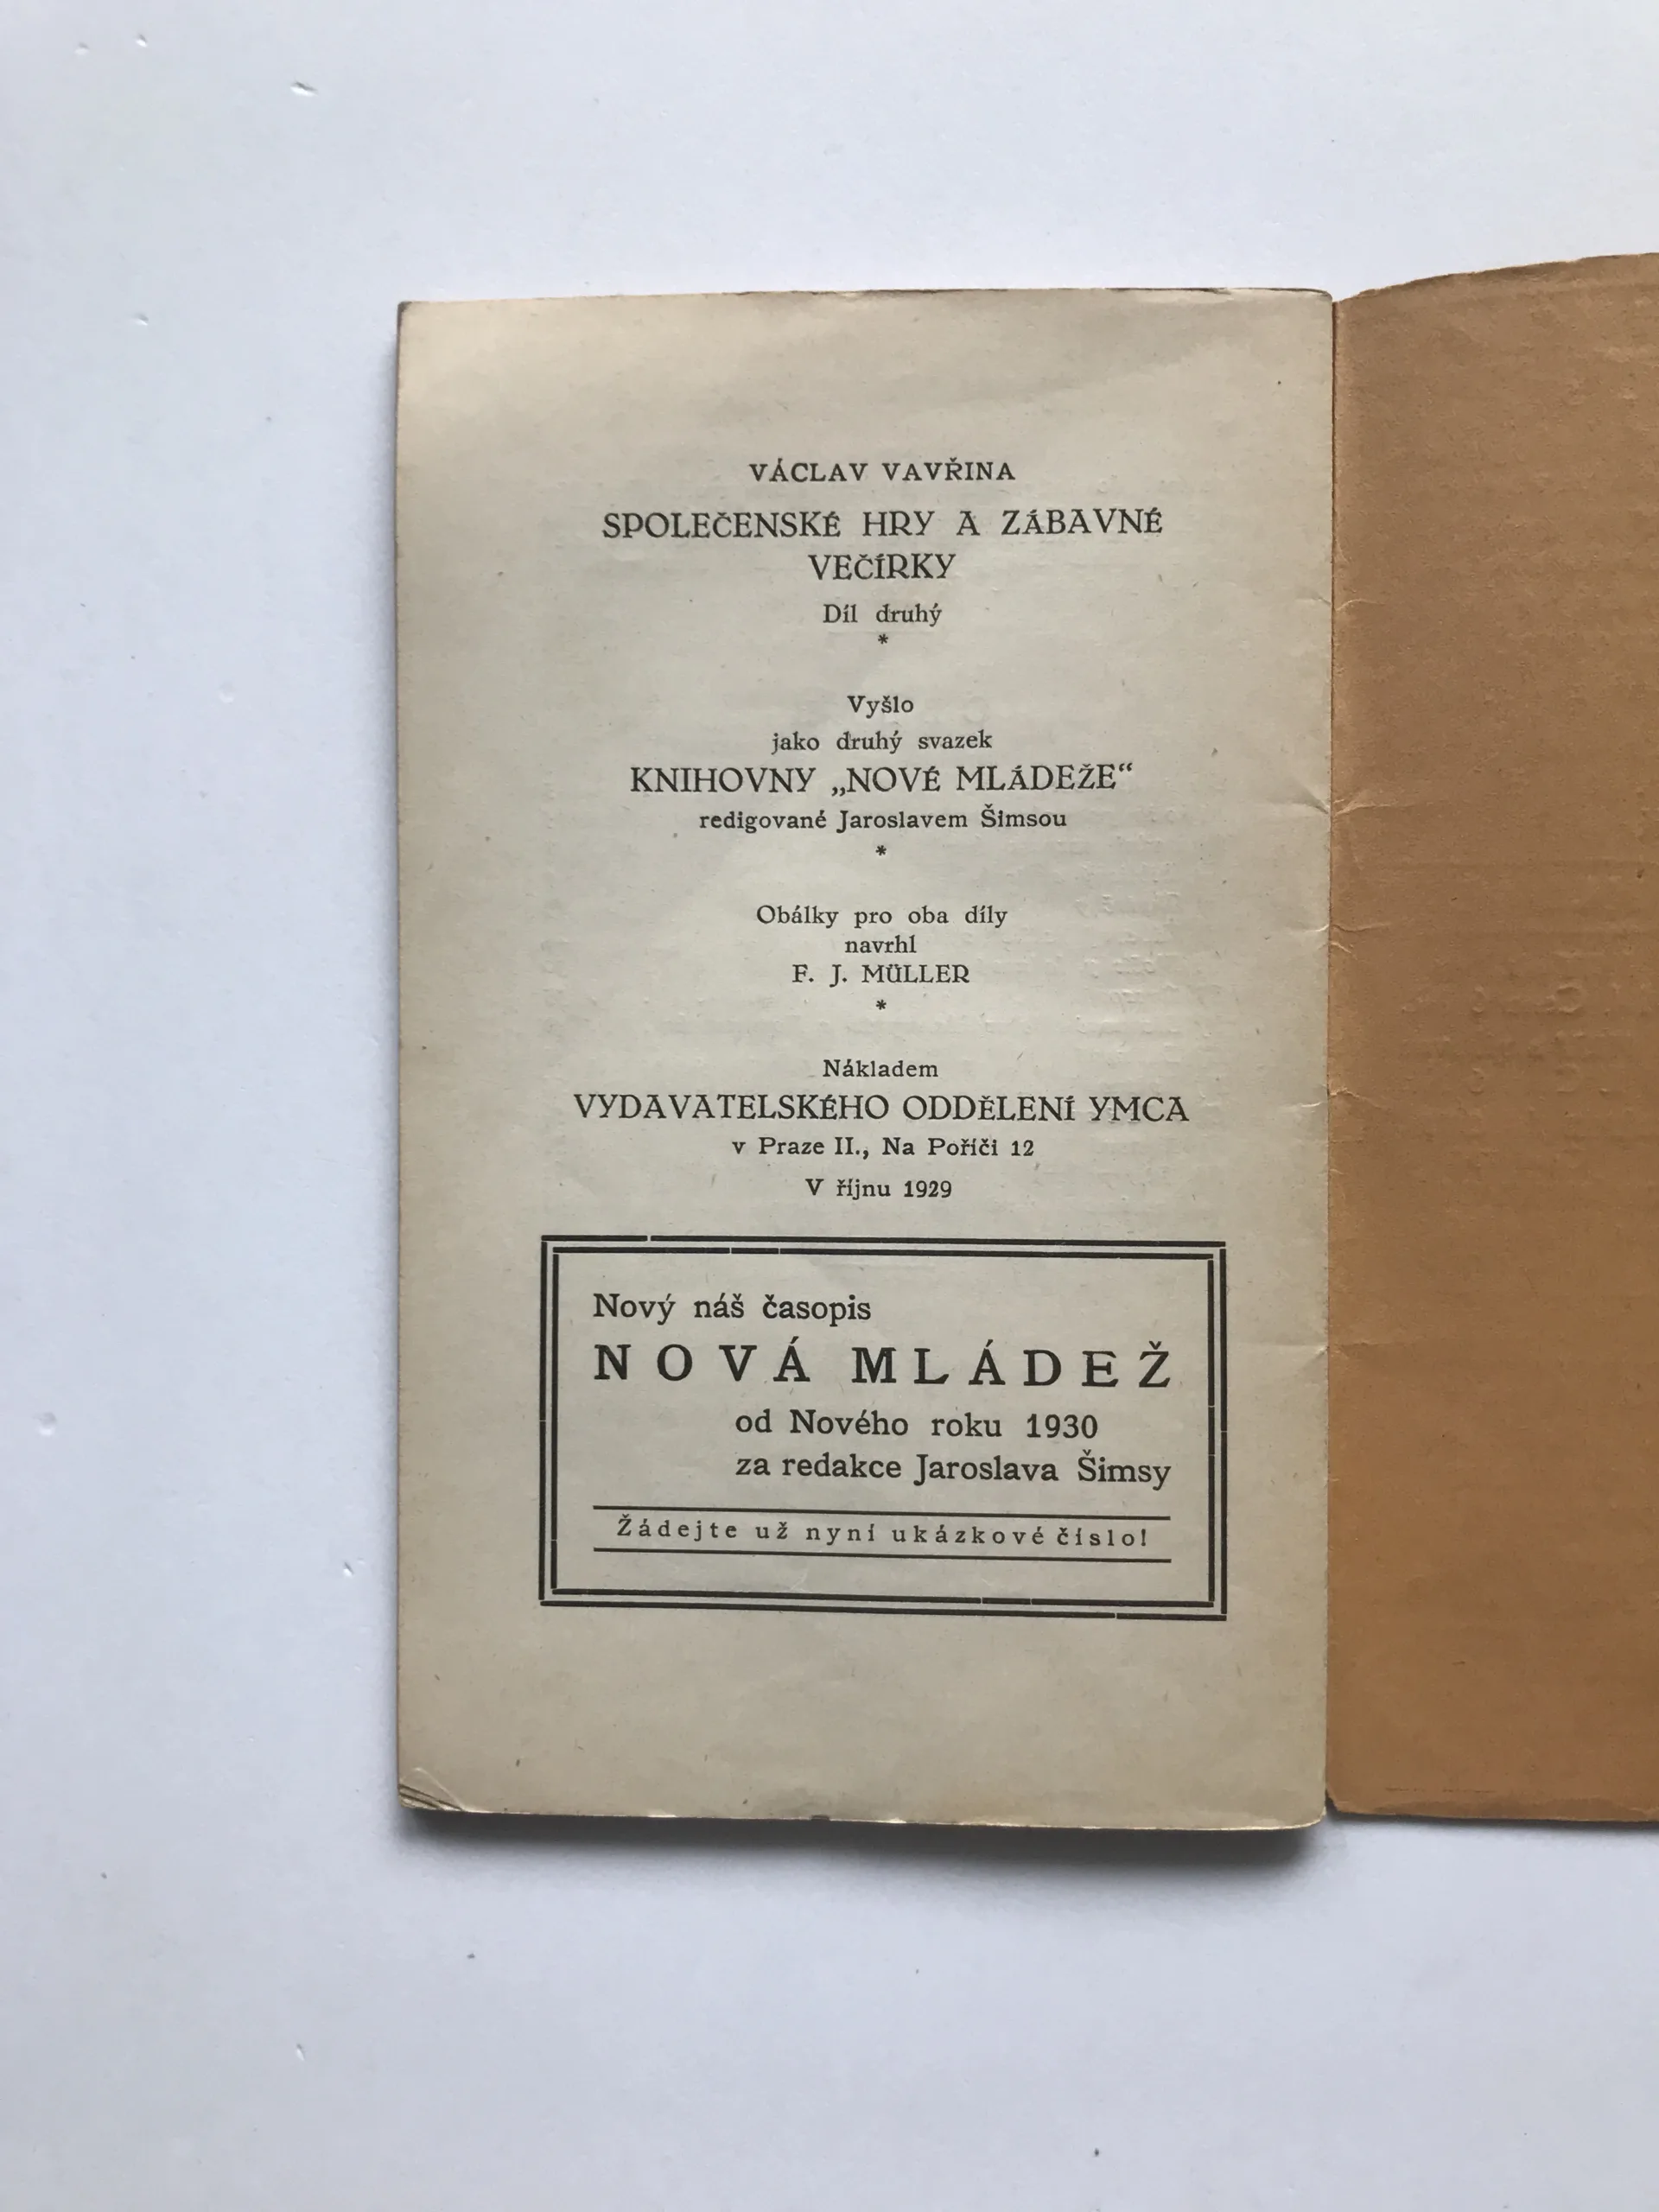 VÁCLAV VAVŘINA
SPOLEČENSKÉ HRY A ZÁBAVNÉ
VEČÍRKY
Díl druhý
*
Vyšlo
jako druhý svazek
KNIHOVNY „NOVÉ MLÁDEŽE“
redigované Jaroslavem Šimsou
*
Obálky pro oba díly
navrhl
F. J. MÜLLER
*
Nákladem
VYDAVATELSKÉHO ODDĚLENÍ YMCA
v Praze II., Na Poříčí 12
V říjnu 1929
Nový náš časopis
NOVÁ MLÁDEŽ
od Nového roku 1930
za redakce Jaroslava Šimsy
Žádejte už nyní ukázkové číslo!